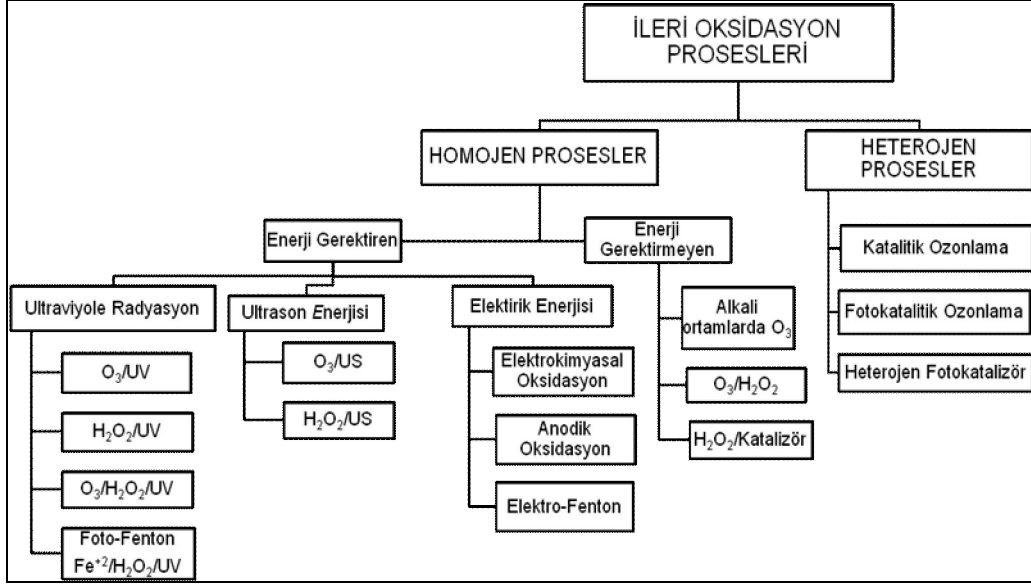 İLERİ OKSİDASYON
PROSESLERİ
HOMOJEN PROSESLER
HETEROJEN
PROSESLER
Enerji Gerektiren
Enerji
Gerektirmeyen
Ultraviyole Radyasyon
O₃/UV
H₂O₂/UV
O₃/H₂O₂/UV
Foto-Fenton
Fe⁺²/H₂O₂/UV
Ultrason Enerjisi
O₃/US
H₂O₂/US
Elektirik Enerjisi
Elektrokimyasal
Oksidasyon
Anodik
Oksidasyon
Elektro-Fenton
Alkali
ortamlarda O₃
O₃/H₂O₂
H₂O₂/Katalizör
Katalitik Ozonlama
Fotokatalitik Ozonlama
Heterojen Fotokatalizör